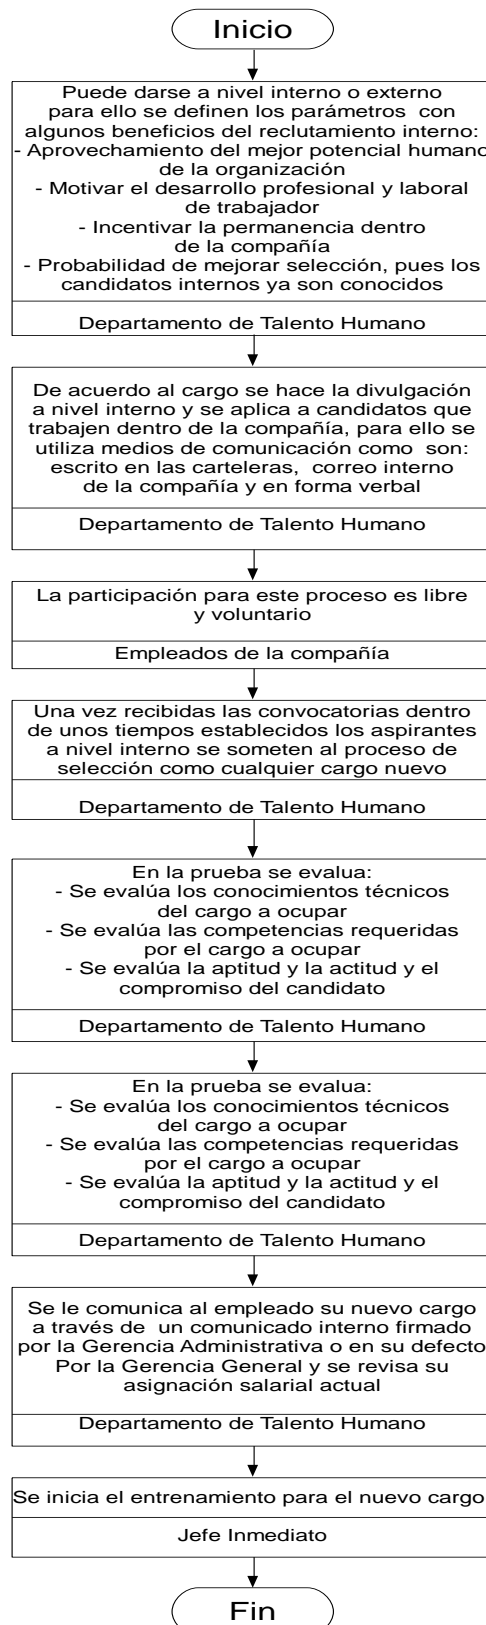 Inicio
Puede darse a nivel interno o externo
para ello se definen los parámetros con
algunos beneficios del reclutamiento interno:
- Aprovechamiento del mejor potencial humano
de la organización
- Motivar el desarrollo profesional y laboral
de trabajador
- Incentivar la permanencia dentro
de la compañía
- Probabilidad de mejorar selección, pues los
candidatos internos ya son conocidos
Departamento de Talento Humano
De acuerdo al cargo se hace la divulgación
a nivel interno y se aplica a candidatos que
trabajen dentro de la compañía, para ello se
utiliza medios de comunicación como son:
escrito en las carteleras, correo interno
de la compañía y en forma verbal
Departamento de Talento Humano
La participación para este proceso es libre
y voluntario
Empleados de la compañía
Una vez recibidas las convocatorias dentro
de unos tiempos establecidos los aspirantes
a nivel interno se someten al proceso de
selección como cualquier cargo nuevo
Departamento de Talento Humano
En la prueba se evalua:
- Se evalúa los conocimientos técnicos
del cargo a ocupar
- Se evalúa las competencias requeridas
por el cargo a ocupar
- Se evalúa la aptitud y la actitud y el
compromiso del candidato
Departamento de Talento Humano
En la prueba se evalua:
- Se evalúa los conocimientos técnicos
del cargo a ocupar
- Se evalúa las competencias requeridas
por el cargo a ocupar
- Se evalúa la aptitud y la actitud y el
compromiso del candidato
Departamento de Talento Humano
Se le comunica al empleado su nuevo cargo
a través de un comunicado interno firmado
por la Gerencia Administrativa o en su defecto
Por la Gerencia General y se revisa su
asignación salarial actual
Departamento de Talento Humano
Se inicia el entrenamiento para el nuevo cargo
Jefe Inmediato
Fin